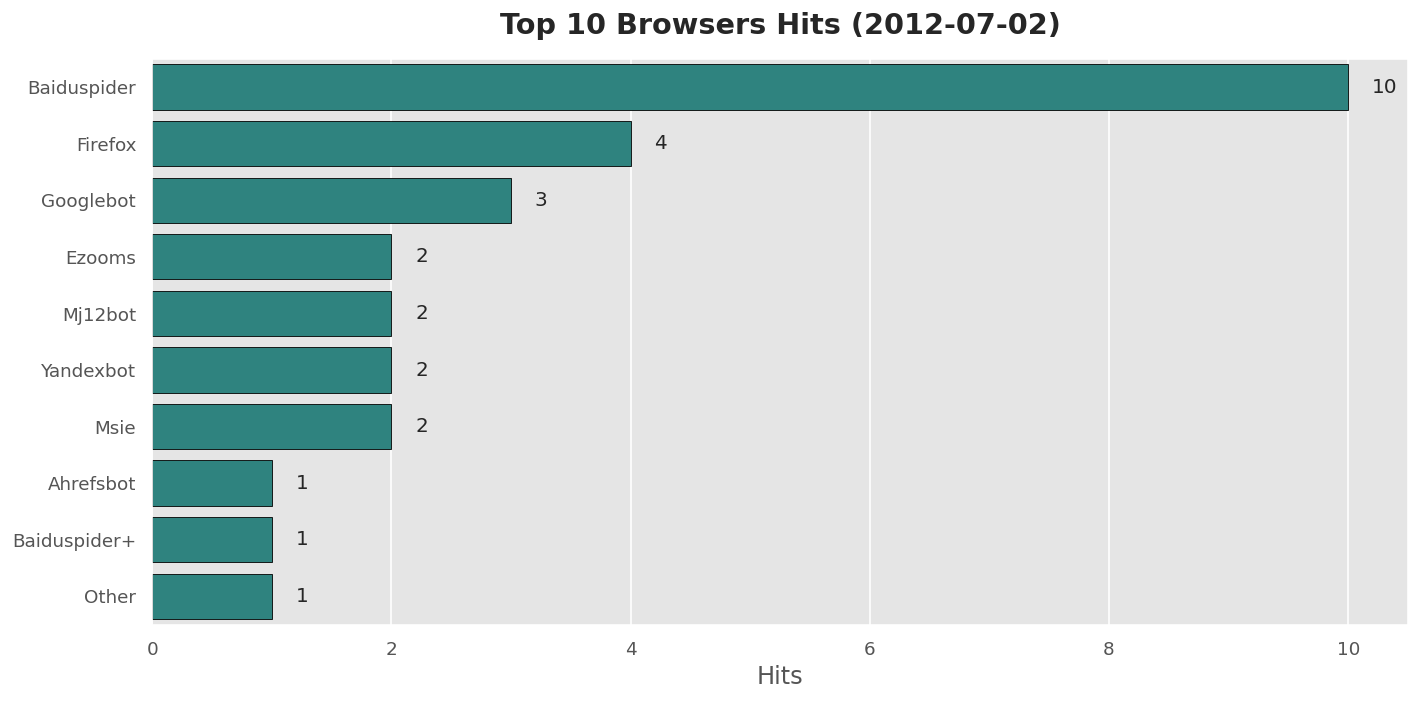 Top 10 Browsers Hits (2012-07-02)
Baiduspider 10
Firefox 4
Googlebot 3
Ezooms 2
Mj12bot 2
Yandexbot 2
Msie 2
Ahrefsbot 1
Baiduspider+ 1
Other 1
0 2 4 6 8 10
Hits